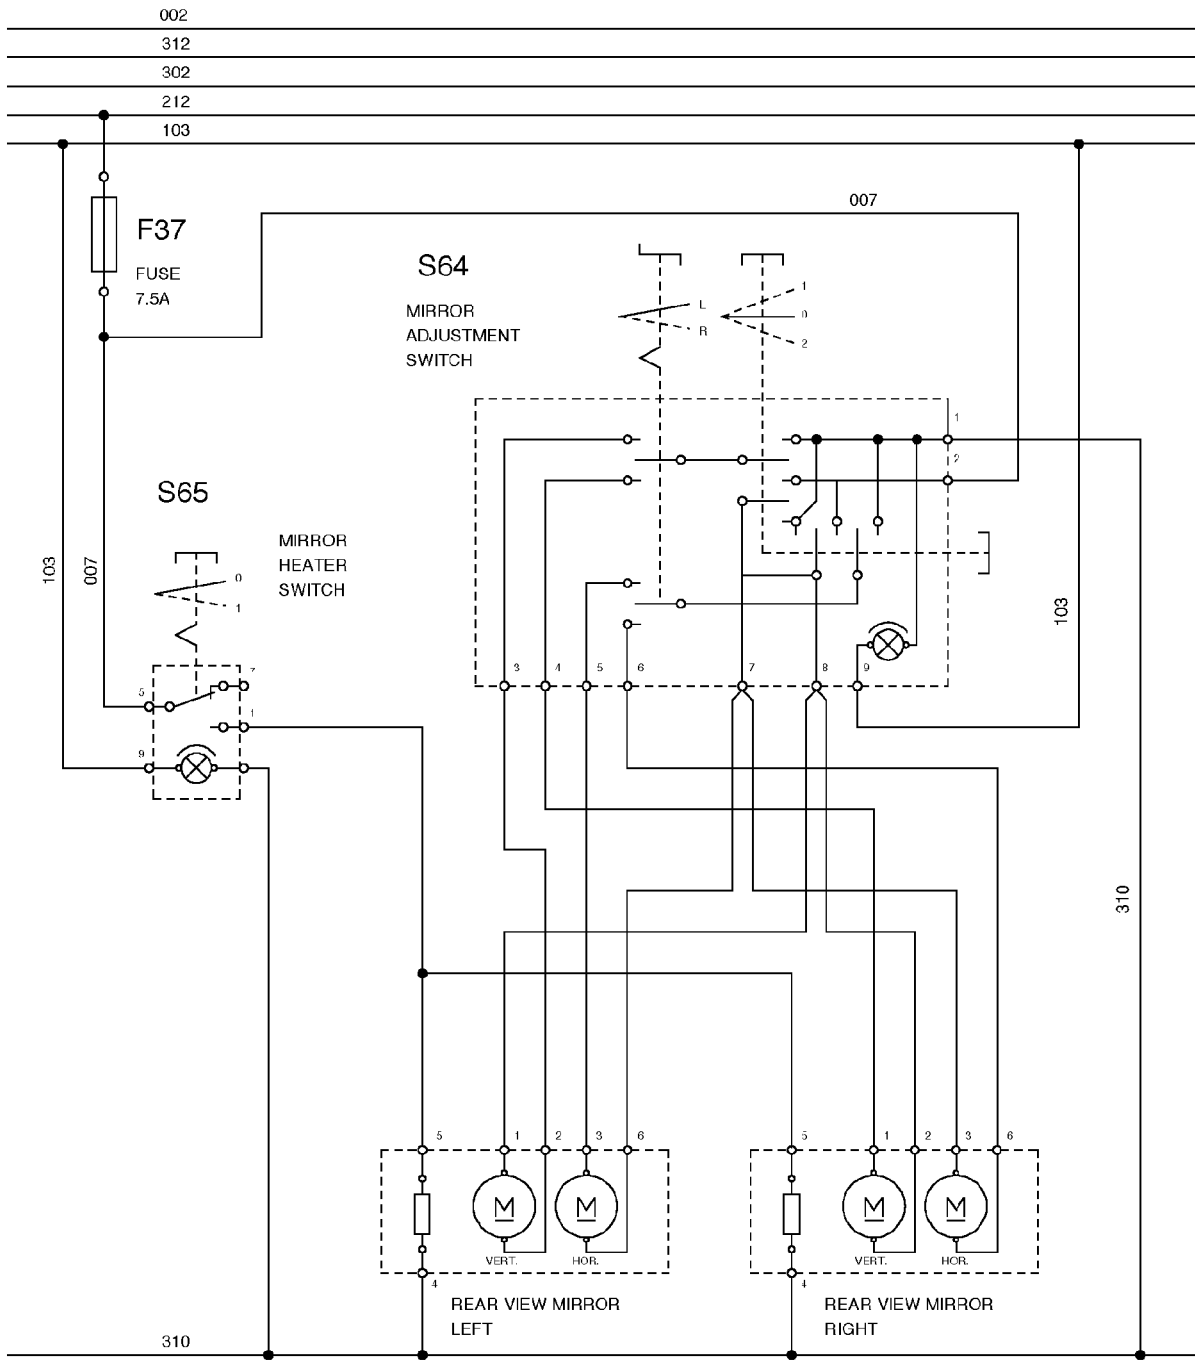 002
312
302
212
103
007
F37
FUSE
7.5A
S64
MIRROR
ADJUSTMENT
SWITCH
L
R
1
0
2
1
2
S65
MIRROR
HEATER
SWITCH
0
1
103
007
103
5
7
1
9
3
4
5
6
7
8
9
310
5
1
2
3
6
5
1
2
3
6
M
M
M
M
VERT.
HOR.
VERT.
HOR.
4
4
REAR VIEW MIRROR
LEFT
REAR VIEW MIRROR
RIGHT
310